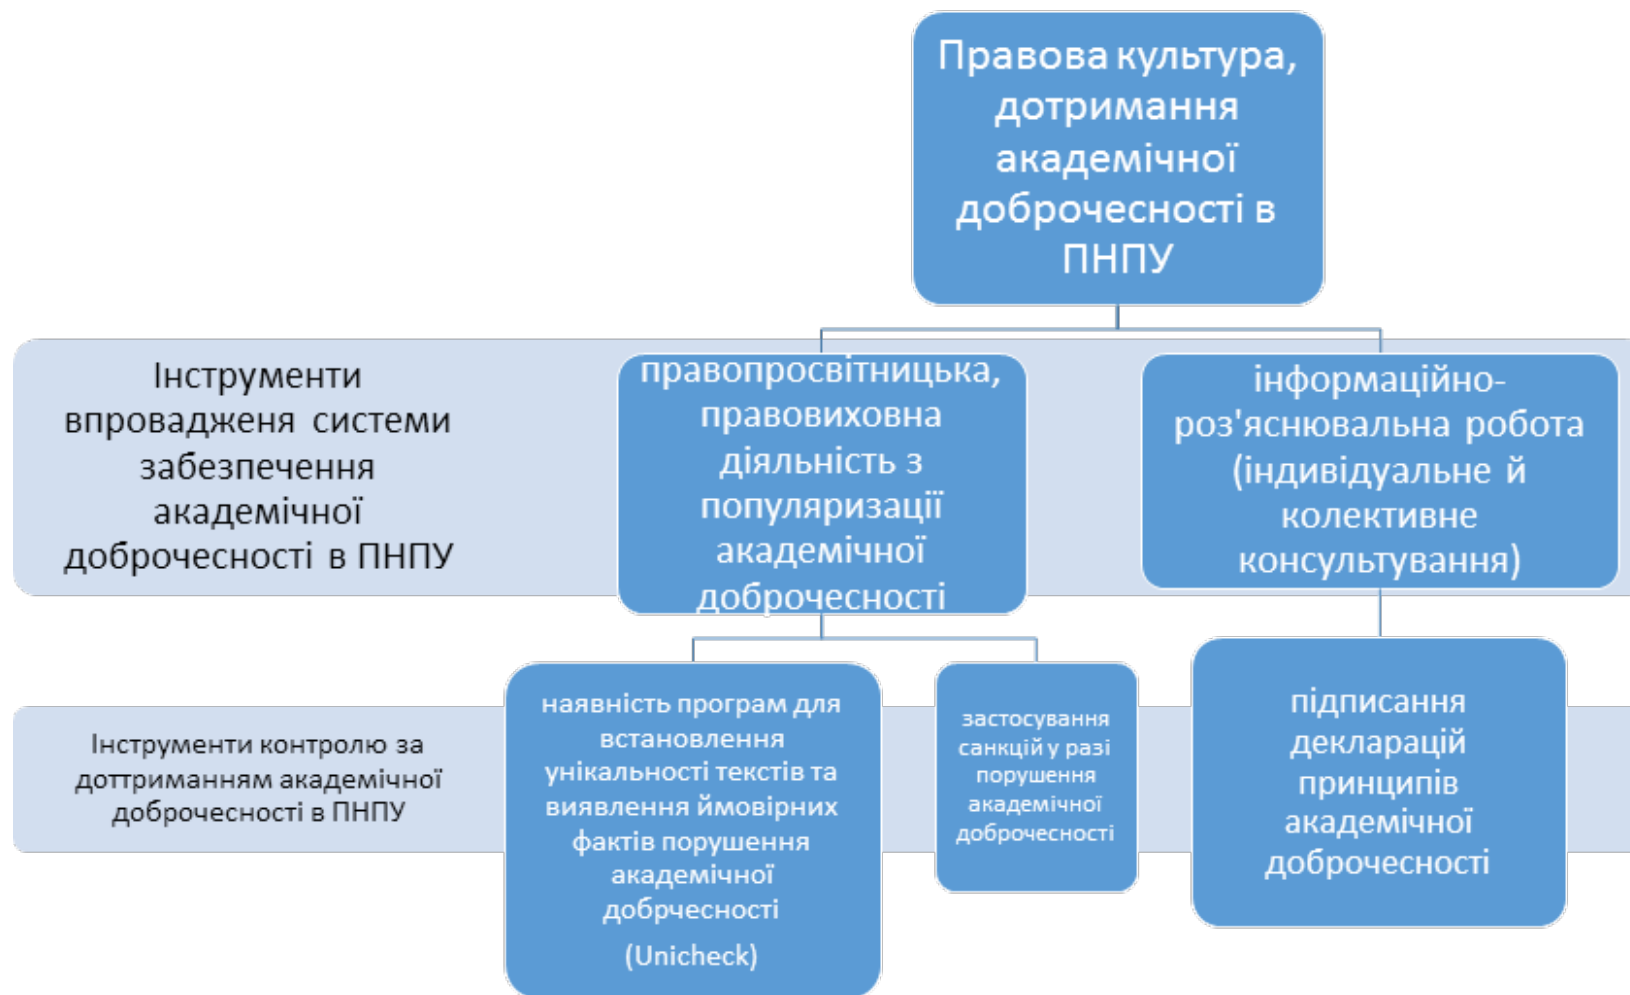 Правова культура,
дотримання
академічної
доброчесності в
ПНПУ
Інструменти
впровадженя системи
забезпечення
академічної
доброчесності в ПНПУ
правопросвітницька,
правовиховна
діяльність з
популяризації
академічної
доброчесності
інформаційно-
роз'яснювальна робота
(індивідуальне й
колективне
консультування)
Інструменти контролю за
доттриманням академічної
доброчесності в ПНПУ
наявність програм для
встановлення
унікальності текстів та
виявлення ймовірних
фактів порушення
академічної
добрчесності
(Unicheck)
застосування
санкцій у разі
порушення
академічної
доброчесності
підписання
декларацій
принципів
академічної
доброчесності